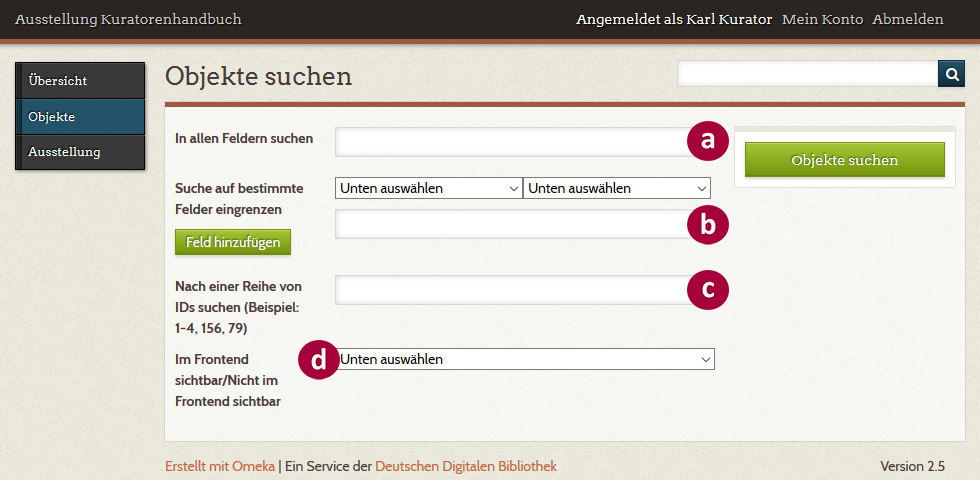 Ausstellung Kuratorenhandbuch
Angemeldet als Karl Kurator Mein Konto Abmelden
Übersicht
Objekte
Ausstellung
Objekte suchen
In allen Feldern suchen
a
Objekte suchen
Suche auf bestimmte
Felder eingrenzen
Unten auswählen
Unten auswählen
b
Feld hinzufügen
Nach einer Reihe von
IDs suchen (Beispiel:
1-4, 156, 79)
c
Im Frontend
sichtbar/Nicht im
Frontend sichtbar
d
Unten auswählen
Erstellt mit Omeka | Ein Service der Deutschen Digitalen Bibliothek
Version 2.5